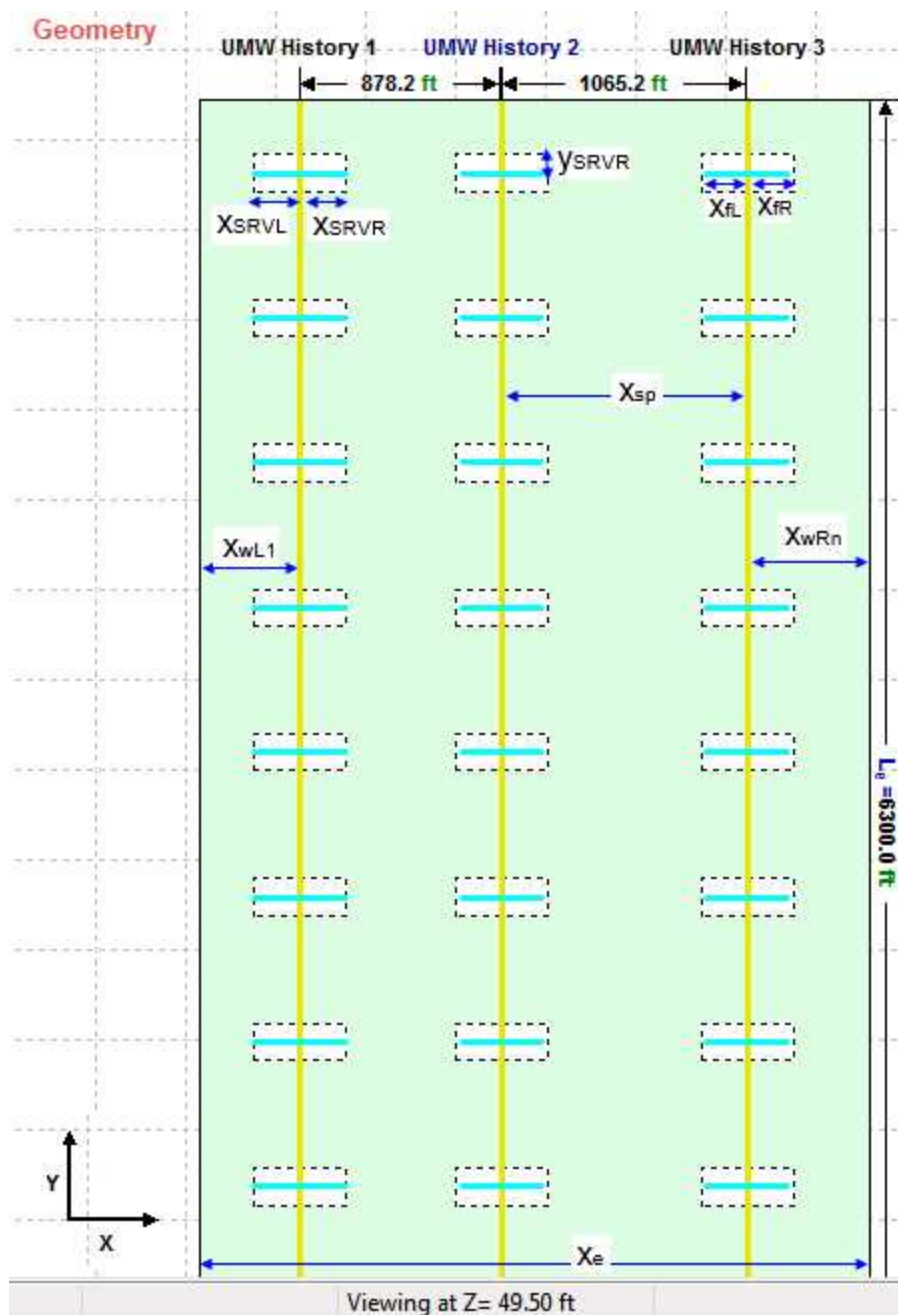 Geometry
UMW History 1 UMW History 2 UMW History 3
878.2 ft 1065.2 ft
ySRVR
XfL XfR
XSRVL XSRVR
Xsp
XwL1 XwRn
Le =6300.0 ft
Y
X
Xe
Viewing at Z= 49.50 ft